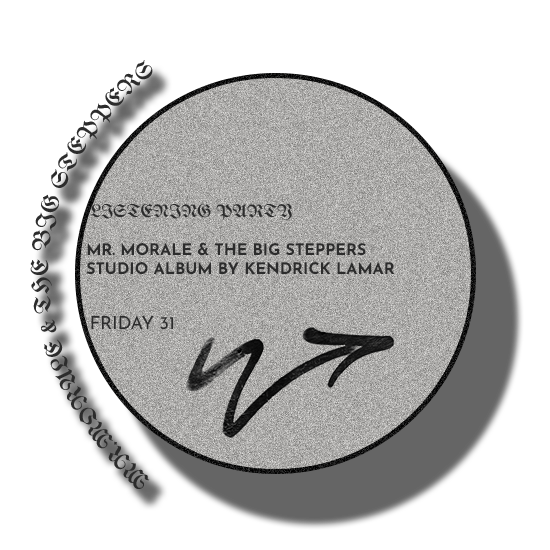 MR. MORALE & THE BIG STEPPERS
LISTENING PARTY
MR. MORALE & THE BIG STEPPERS
STUDIO ALBUM BY KENDRICK LAMAR
FRIDAY 31